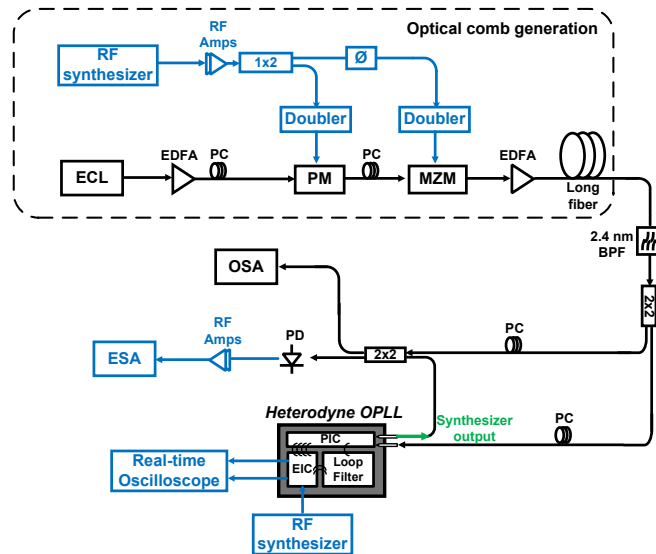 Optical comb generation
RF
Amps
RF
synthesizer
1x2
Ø
Doubler
Doubler
EDFA
PC
PC
EDFA
ECL
PM
MZM
Long
fiber
2.4 nm
BPF
OSA
2x2
RF
Amps
PD
PC
ESA
2x2
Heterodyne OPLL
Synthesizer
output
PC
PIC
Real-time
Oscilloscope
EIC
Loop
Filter
RF
synthesizer